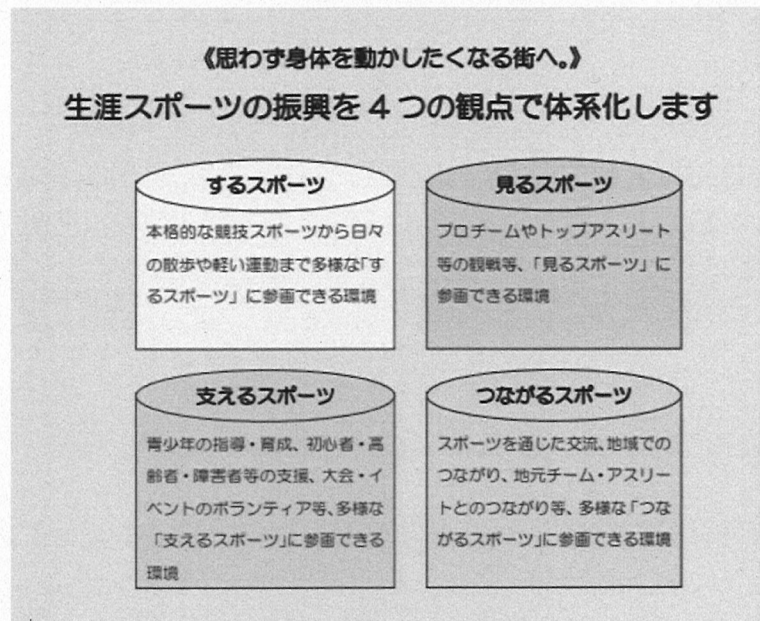 《思わず身体を動かしたくなる街へ。》
生涯スポーツの振興を4つの観点で体系化します
するスポーツ
本格的な競技スポーツから日々
の散歩や軽い運動まで多様な「す
るスポーツ」に参画できる環境
見るスポーツ
プロチームやトップアスリート
等の観戦等、「見るスポーツ」に
参画できる環境
支えるスポーツ
青少年の指導・育成、初心者・高
齢者・障害者等の支援、大会・イ
ベントのボランティア等、多様な
「支えるスポーツ」に参画できる
環境
つながるスポーツ
スポーツを通じた交流、地域での
つながり、地元チーム・アスリー
トとのつながり等、多様な「つな
がるスポーツ」に参画できる環境